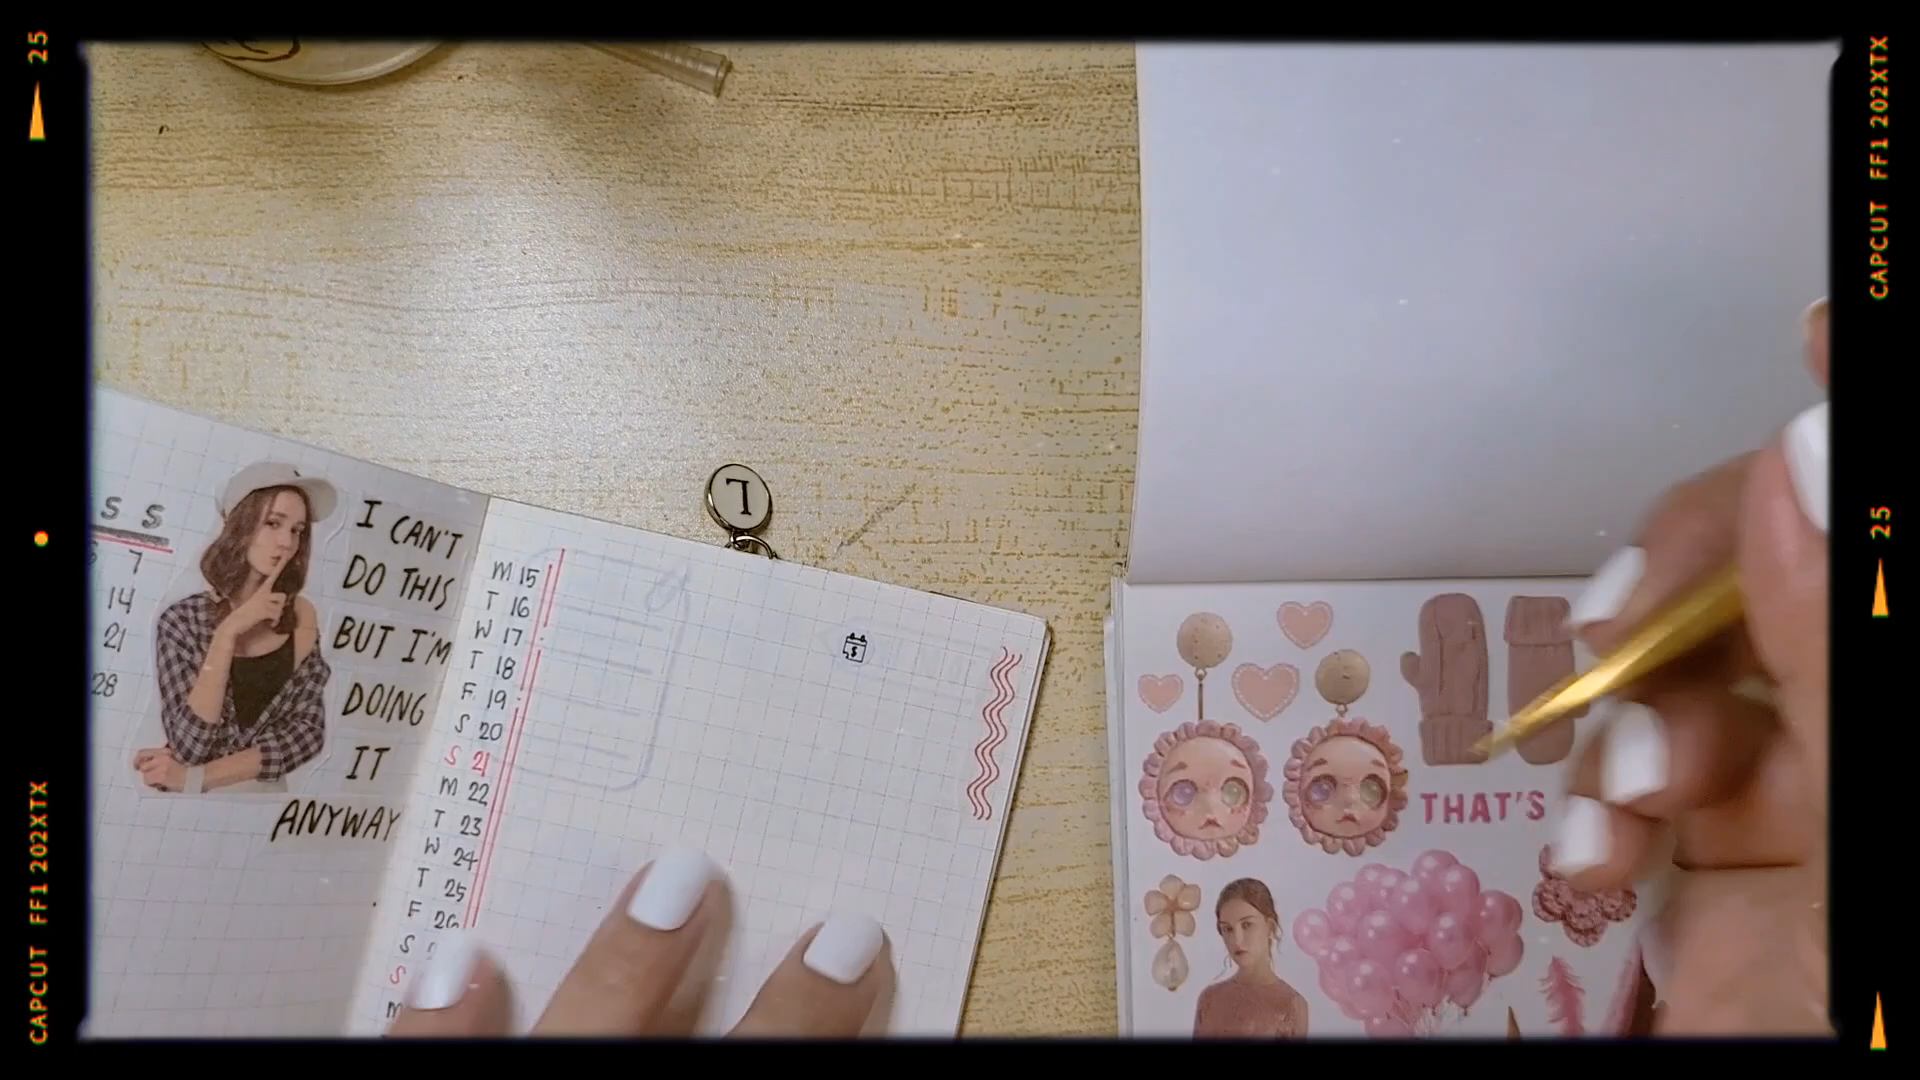 25
CAPCUT FF1 202XTX
CAPCUT FF1 202XTX
25
S S
7
14
21
28
I CAN'T
DO THIS
BUT I'M
DOING
IT
ANYWAY
L
M 15
T 16
W 17
T 18
F 19
S 20
S 21
M 22
T 23
W 24
T 25
F 26
S
S
M
$
THAT'S